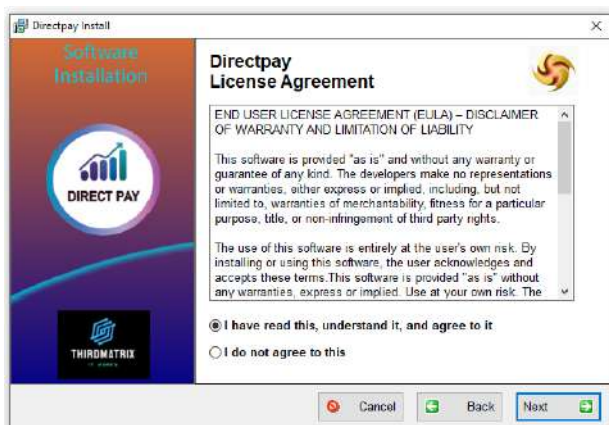 Directpay Install
Software
Installation
DIRECT PAY
THIRDMATRIX
Directpay
License Agreement
END USER LICENSE AGREEMENT (EULA) – DISCLAIMER
OF WARRANTY AND LIMITATION OF LIABILITY
This software is provided "as is" and without any warranty or
guarantee of any kind. The developers make no representations
or warranties, either express or implied, including, but not
limited to, warranties of merchantability, fitness for a particular
purpose, title, or non-infringement of third party rights.
The use of this software is entirely at the user's own risk. By
installing or using this software, the user acknowledges and
accepts these terms.This software is provided "as is" without
any warranties, express or implied. Use at your own risk. The
I have read this, understand it, and agree to it
I do not agree to this
Cancel
Back
Next